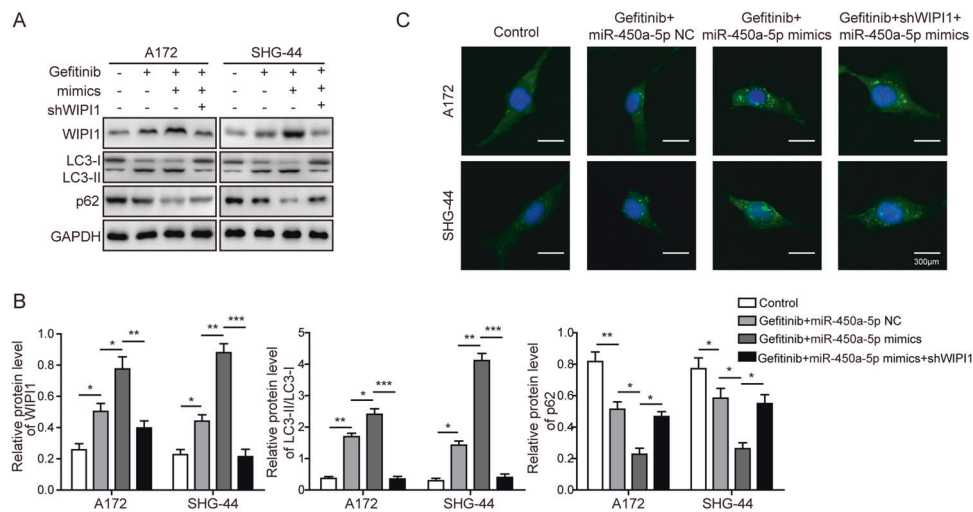 A
A172
SHG-44
Gefitinib
- + + + - + + +
mimics
- - + + - - + +
shWIPI1
- - - + - - - +
WIPI1
LC3-I
LC3-II
p62
GAPDH
C
Control
Gefitinib+
miR-450a-5p NC
Gefitinib+
miR-450a-5p mimics
Gefitinib+shWIPI1+
miR-450a-5p mimics
A172
SHG-44
300μm
B
Relative protein level
of WIPI1
1.0
0.8
0.6
0.4
0.2
0.0
* * **
* ** ***
A172
SHG-44
Relative protein level
of LC3-II/LC3-I
5
4
3
2
1
0
** * ***
* ** ***
A172
SHG-44
Relative protein level
of p62
1.0
0.8
0.6
0.4
0.2
0.0
** * *
* * *
A172
SHG-44
Control
Gefitinib+miR-450a-5p NC
Gefitinib+miR-450a-5p mimics
Gefitinib+miR-450a-5p mimics+shWIPI1